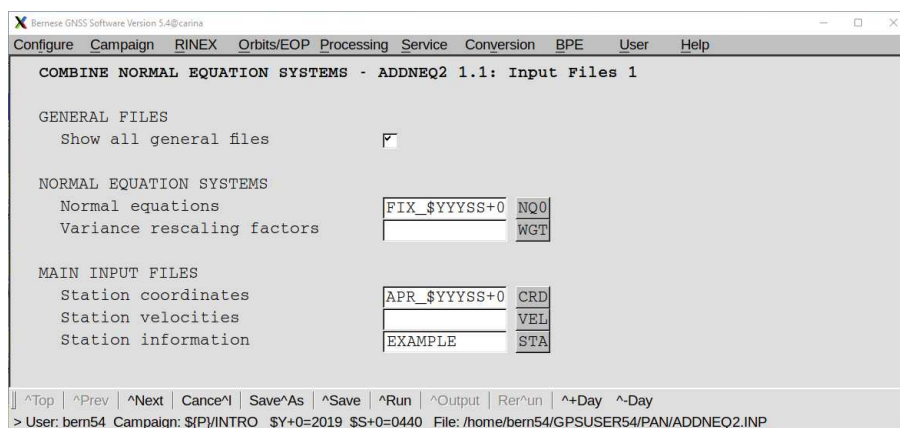 X Bernese GNSS Software Version 5.4@carina
Configure Campaign RINEX Orbits/EOP Processing Service Conversion BPE User Help
COMBINE NORMAL EQUATION SYSTEMS - ADDNEQ2 1.1: Input Files 1
GENERAL FILES
Show all general files
NORMAL EQUATION SYSTEMS
Normal equations FIX_$YYYSS+0 NQ0
Variance rescaling factors WGT
MAIN INPUT FILES
Station coordinates APR_$YYYSS+0 CRD
Station velocities VEL
Station information EXAMPLE STA
^Top | ^Prev | ^Next | Cance^l | Save^As | ^Save | ^Run | ^Output | Rer^un | ^+Day ^-Day
> User: bern54 Campaign: ${P}/INTRO $Y+0=2019 $S+0=0440 File: /home/bern54/GPSUSER54/PAN/ADDNEQ2.INP